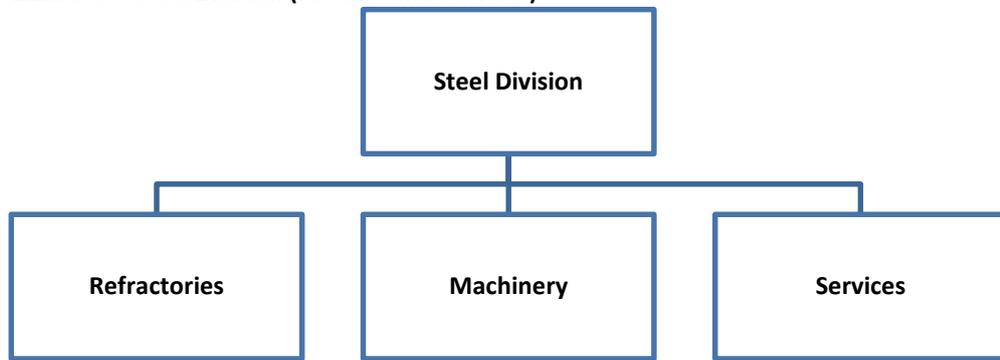 Steel Division
Refractories
Machinery
Services